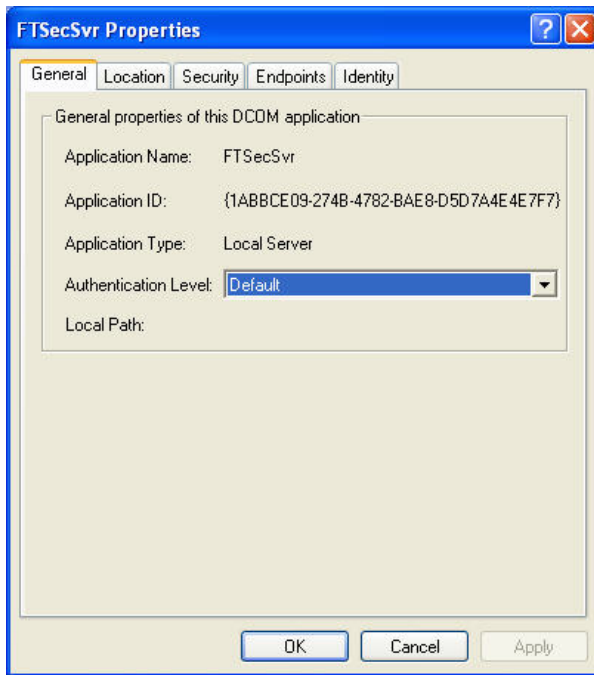 FTSecSvr Properties
General Location Security Endpoints Identity
General properties of this DCOM application
Application Name: FTSecSvr
Application ID: {1ABBCE09-274B-4782-BAE8-D5D7A4E4E7F7}
Application Type: Local Server
Authentication Level: Default
Local Path:
OK Cancel Apply